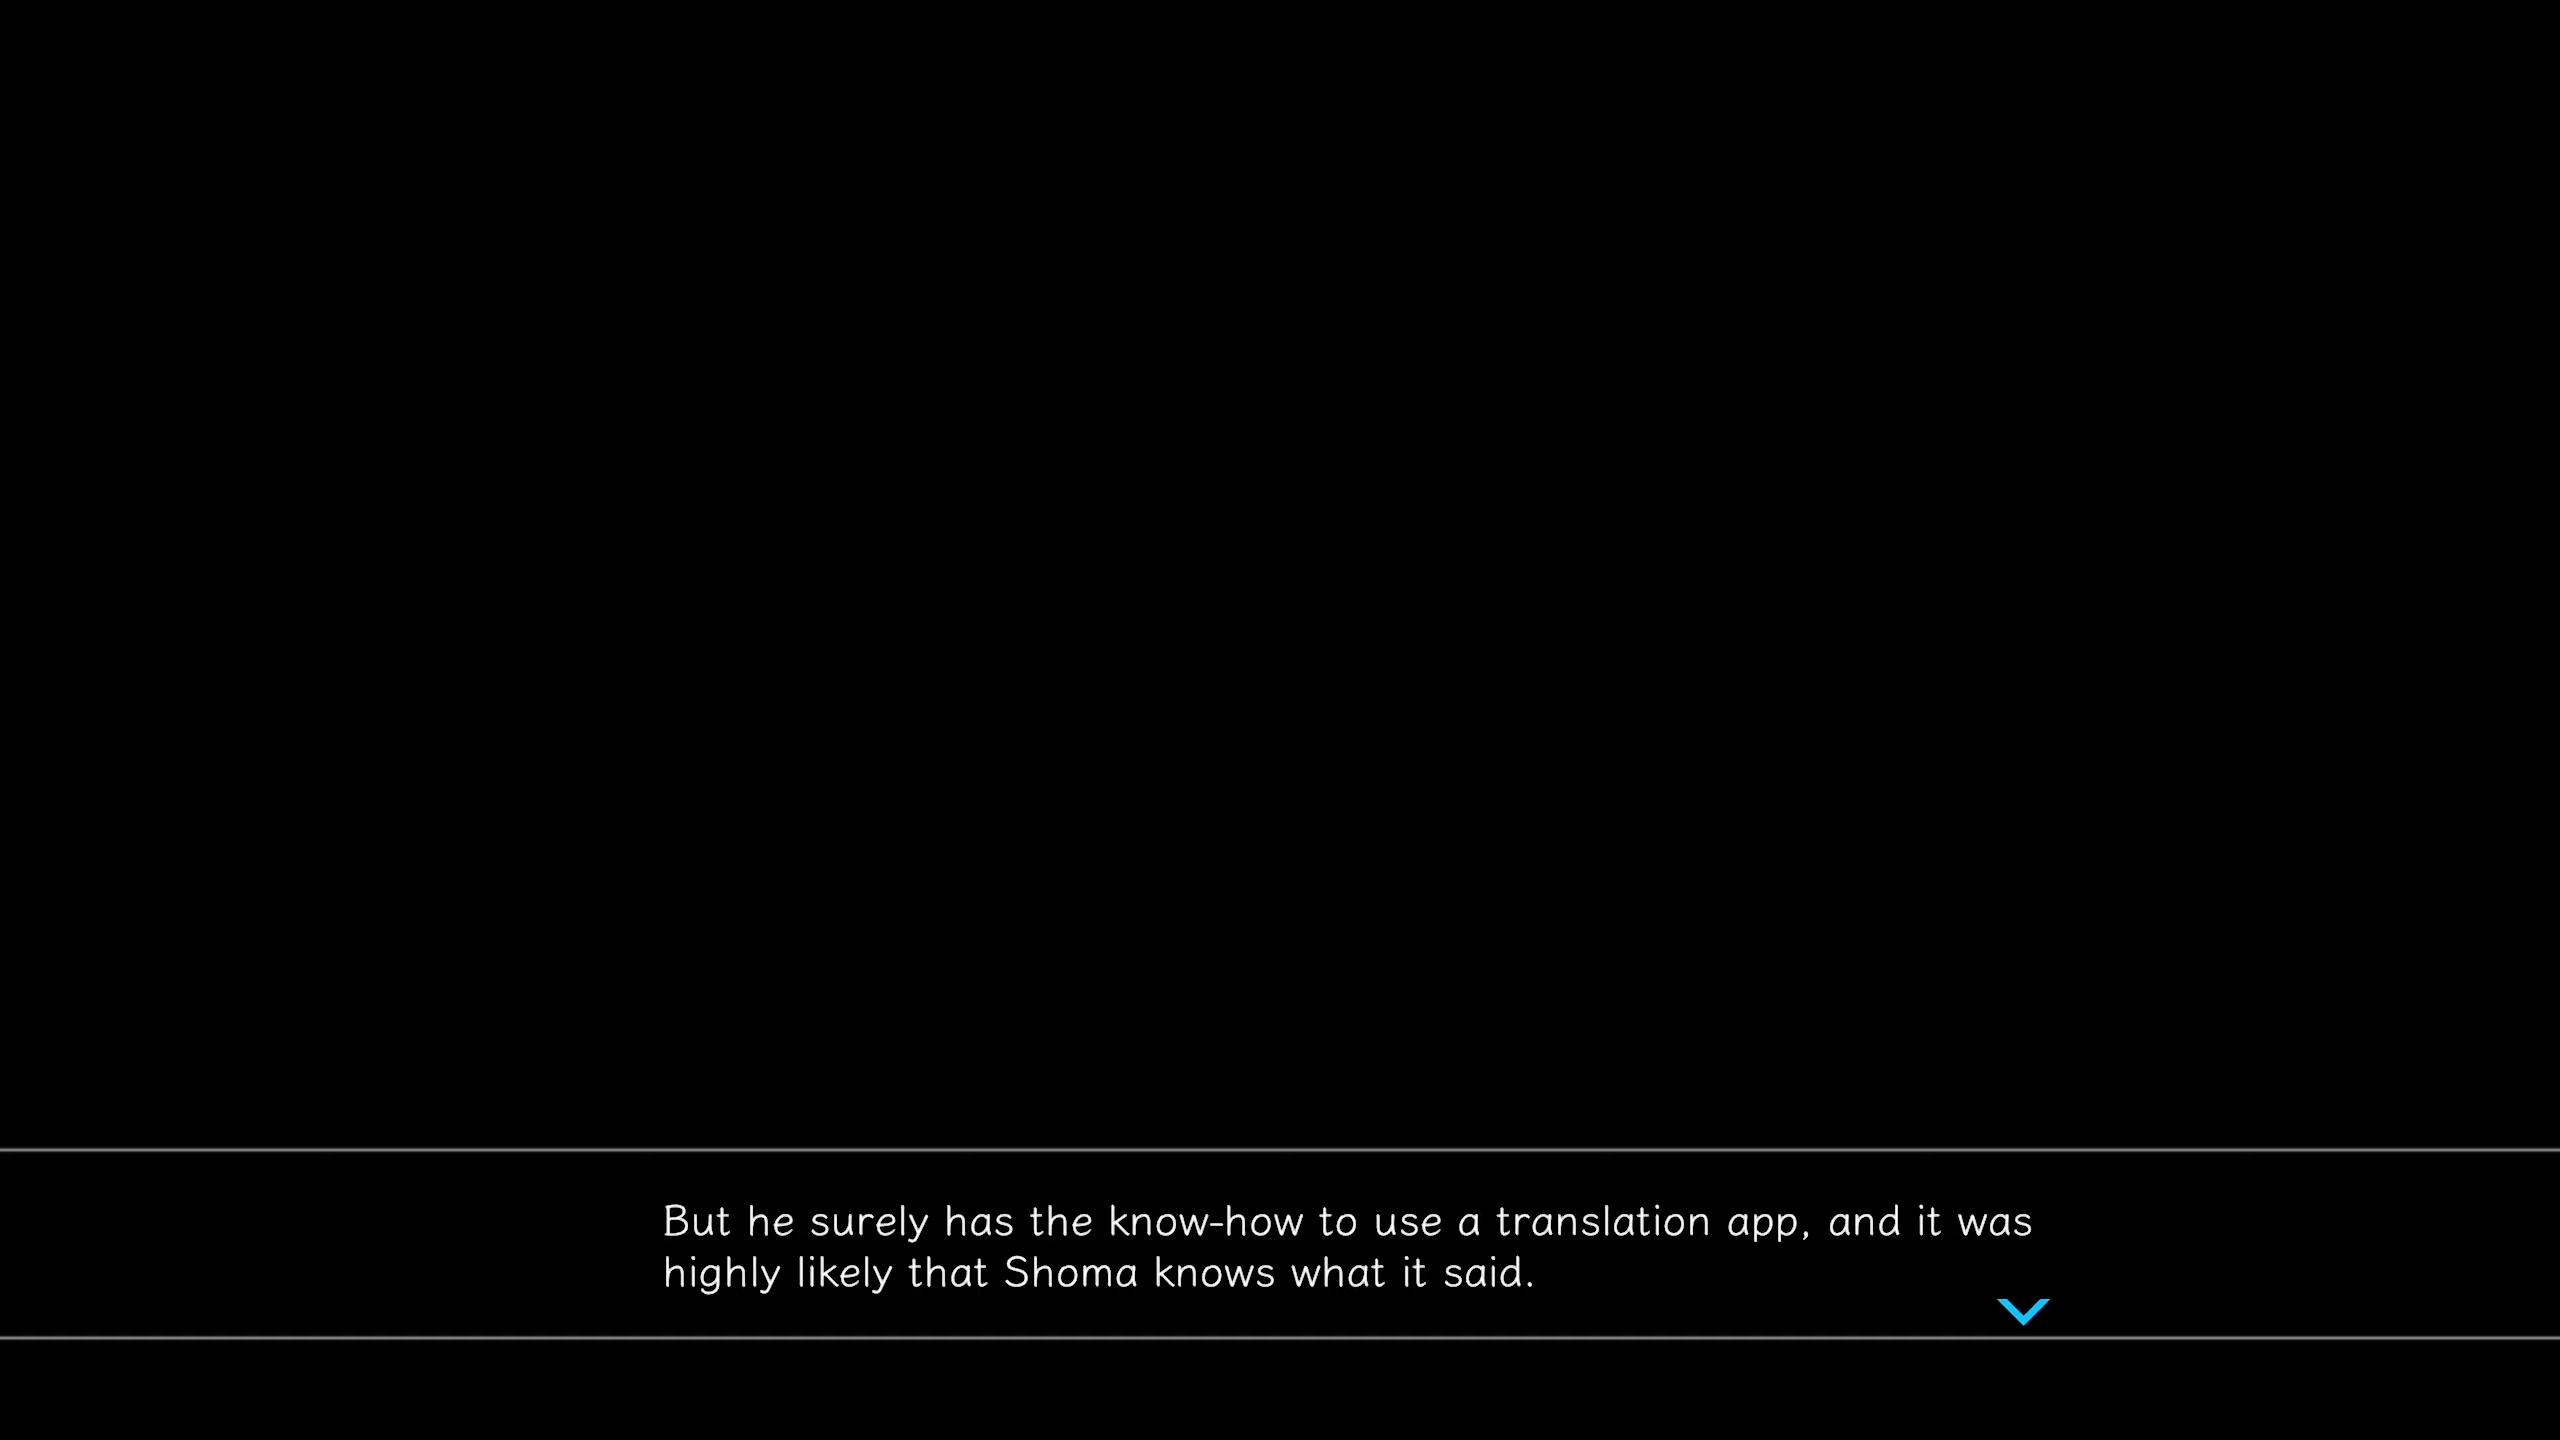 But he surely has the know-how to use a translation app, and it was
highly likely that Shoma knows what it said.